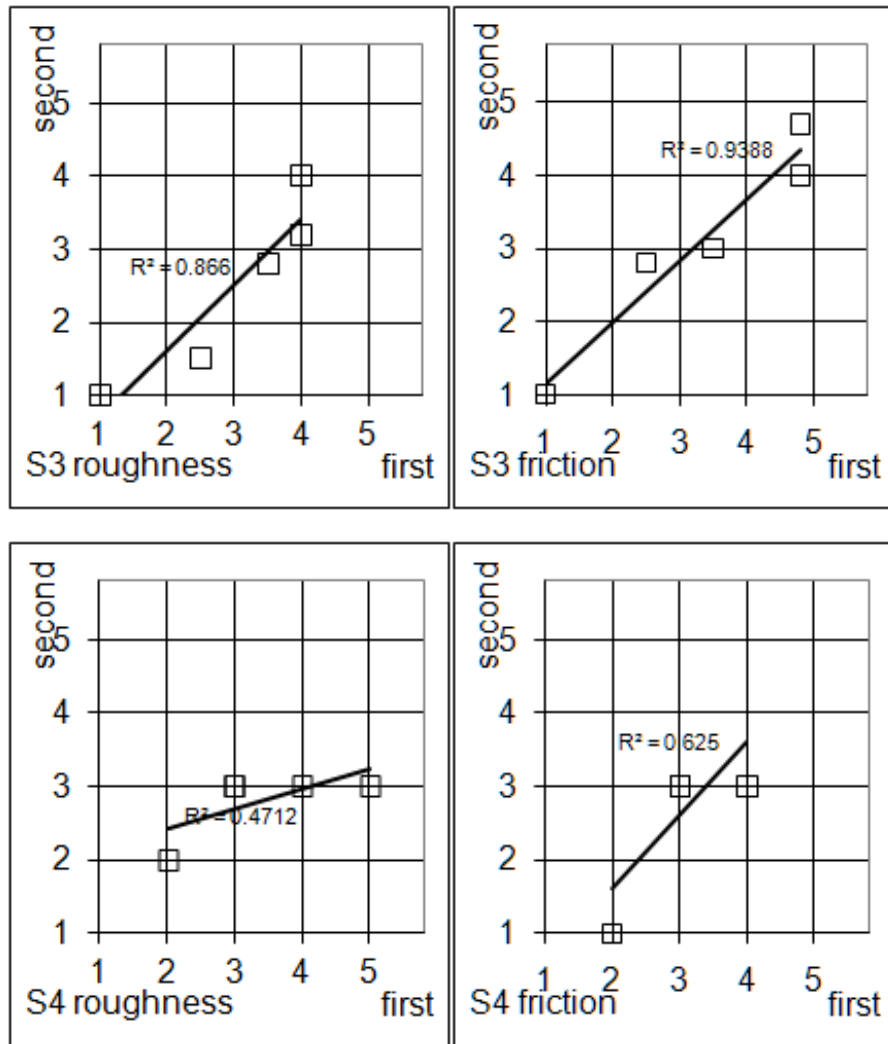 second
5
4
3
2
1
R² = 0.866
1 2 3 4 5
S3 roughness first
second
5
4
3
2
1
R² = 0.9388
1 2 3 4 5
S3 friction first
second
5
4
3
2
1
R² = 0.4712
1 2 3 4 5
S4 roughness first
second
5
4
3
2
1
R² = 0.625
1 2 3 4 5
S4 friction first